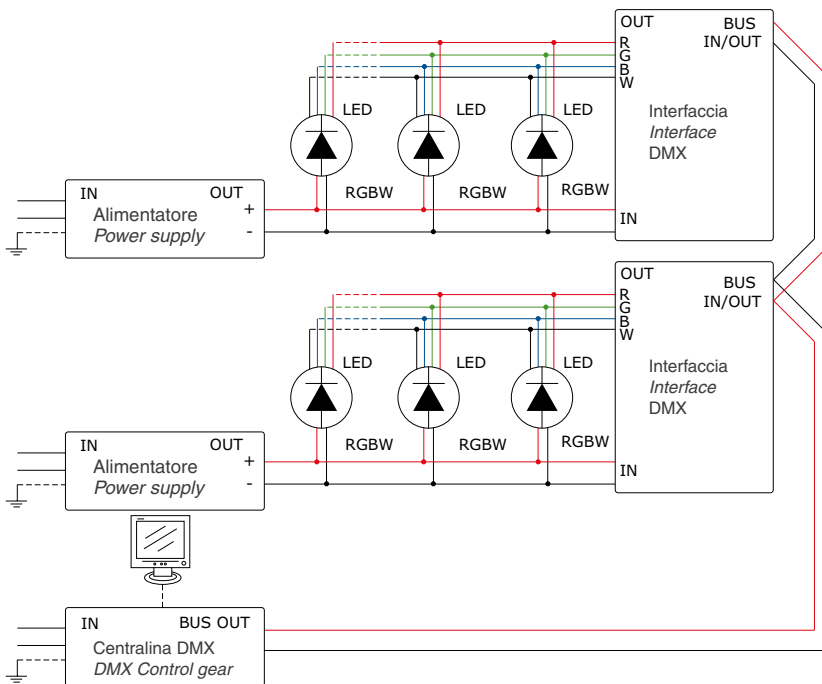 OUT
BUS
IN/OUT
R
G
B
W
LED
LED
LED
Interfaccia
Interface
DMX
RGBW
RGBW
RGBW
IN
OUT
+
Alimentatore
Power supply
-
IN
OUT
BUS
IN/OUT
R
G
B
W
LED
LED
LED
Interfaccia
Interface
DMX
RGBW
RGBW
RGBW
IN
OUT
+
Alimentatore
Power supply
-
IN
IN
BUS OUT
Centralina DMX
DMX Control gear